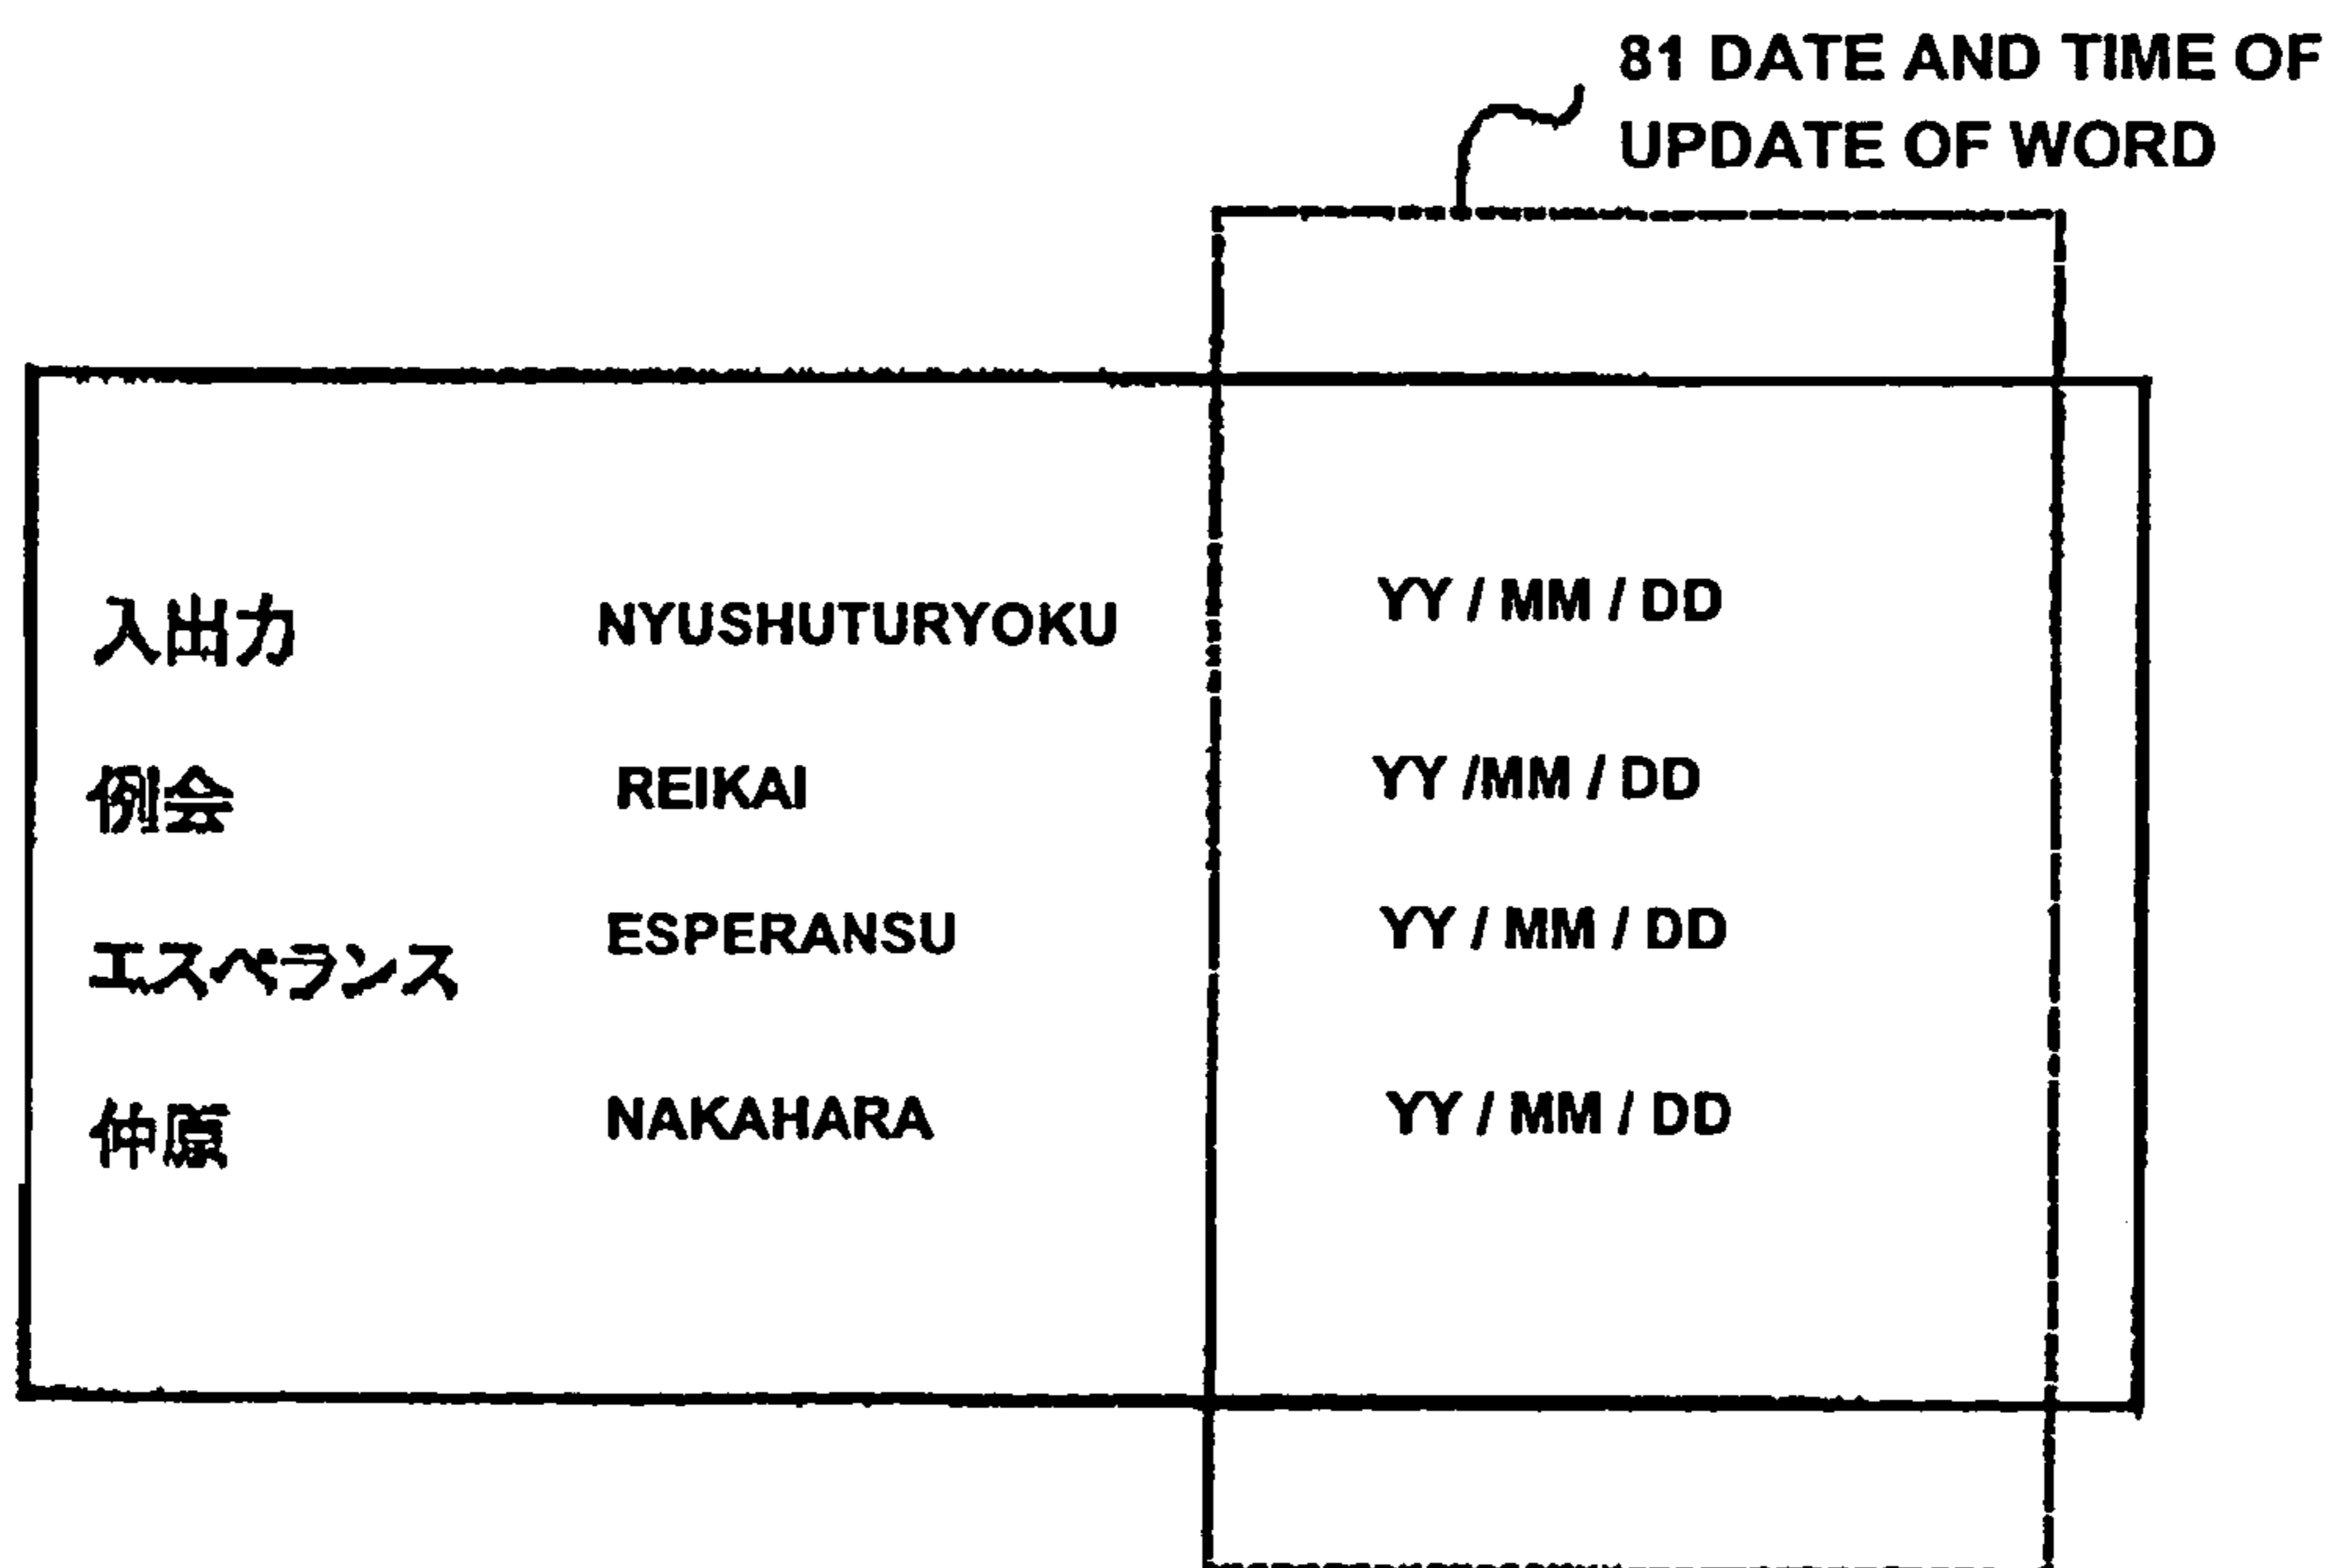 81 DATE AND TIME OF
UPDATE OF WORD
入出力 NYUSHUTURYOKU YY / MM / DD
例会 REIKAI YY /MM / DD
エスペランス ESPERANSU YY / MM / DD
仲原 NAKAHARA YY / MM / DD